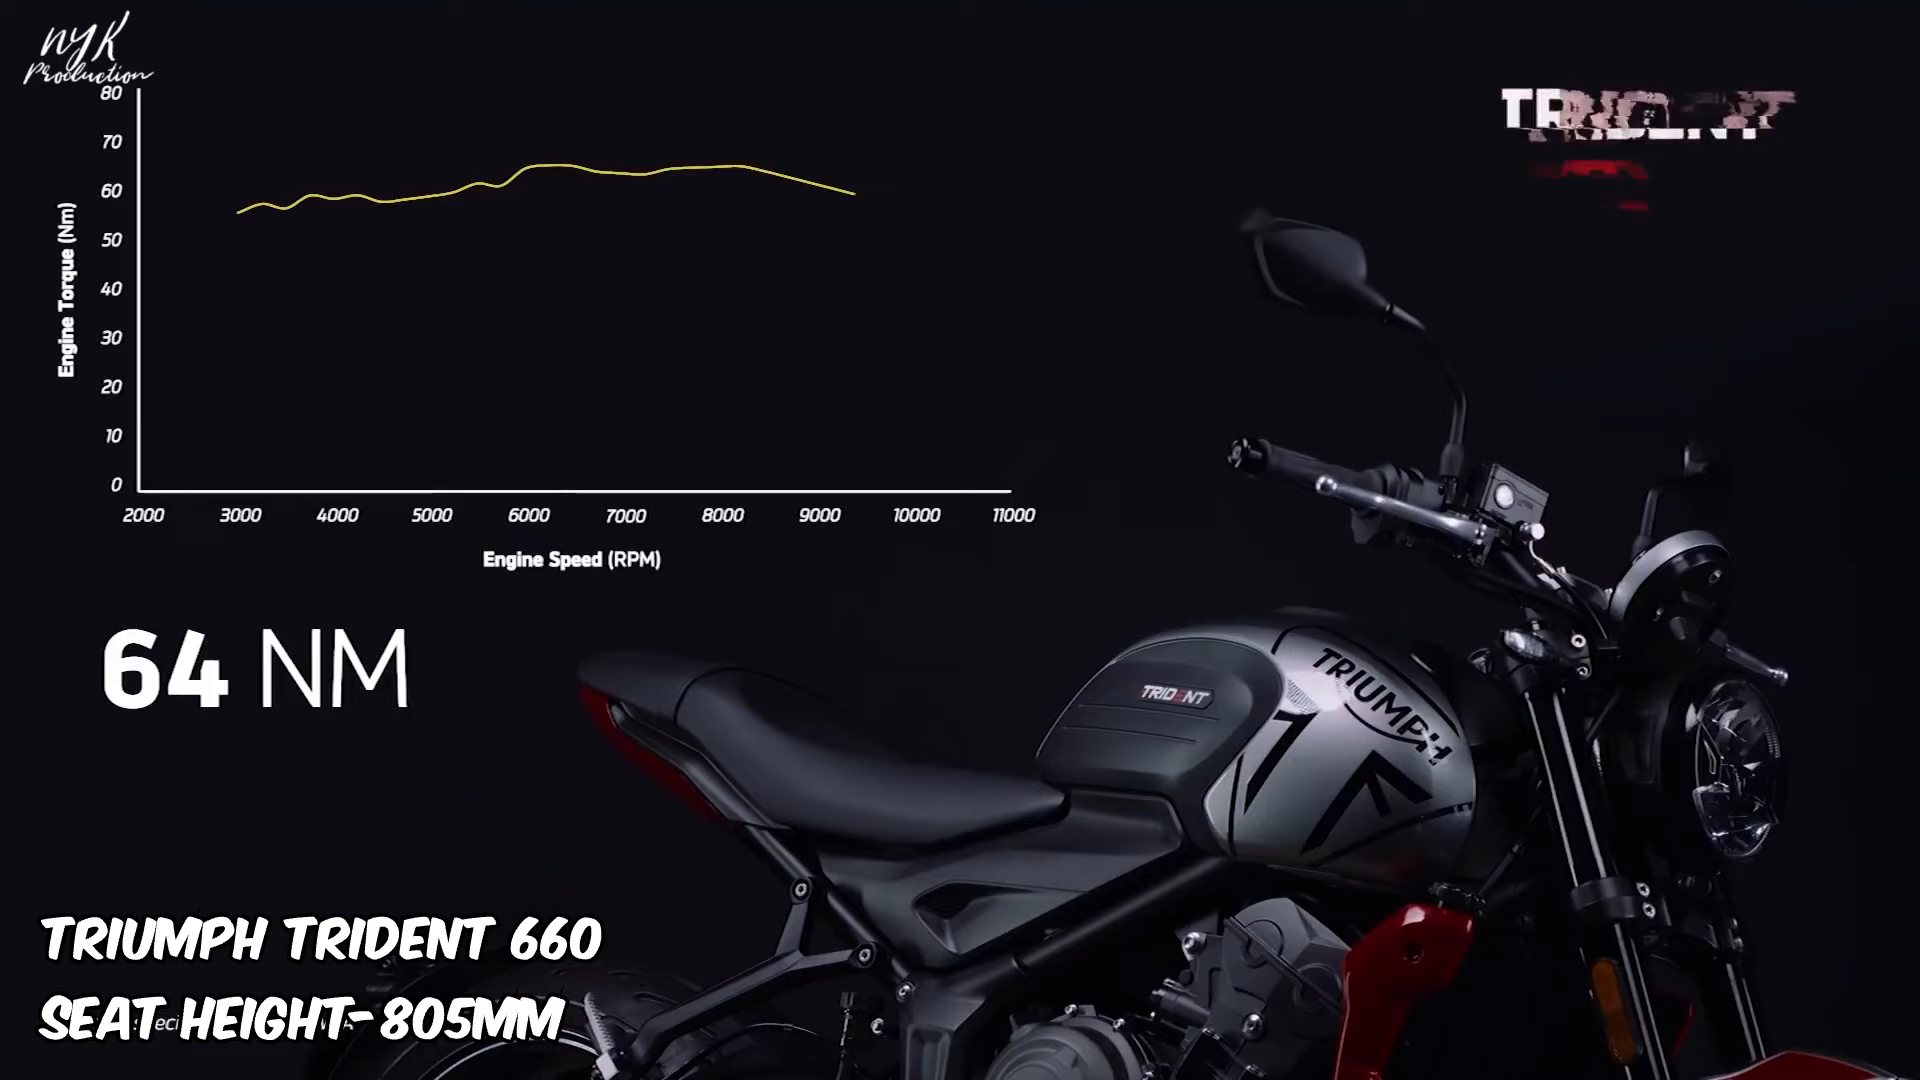 NYK
Production
TRIDENT
80
70
60
50
40
30
20
10
0
Engine Torque (Nm)
2000 3000 4000 5000 6000 7000 8000 9000 10000 11000
Engine Speed (RPM)
64 NM
TRIDENT
TRIUMPH
TRIUMPH TRIDENT 660
SEAT HEIGHT-805MM